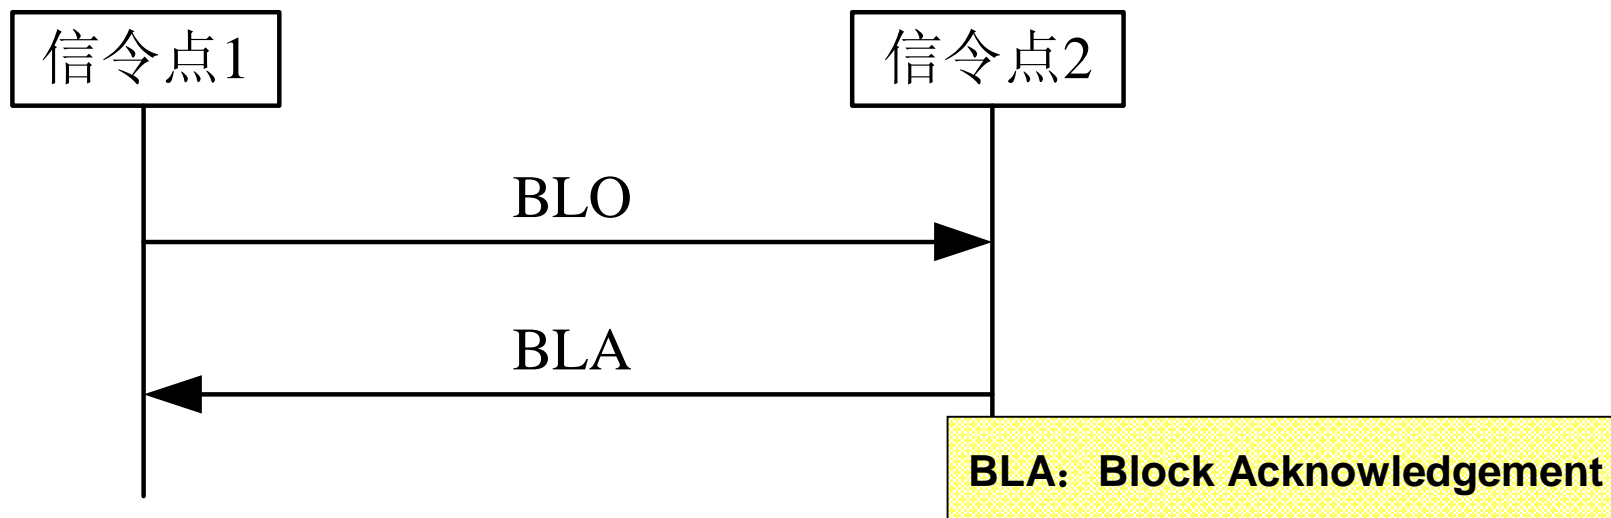 信令点1
信令点2
BLO
BLA
BLA：Block Acknowledgement